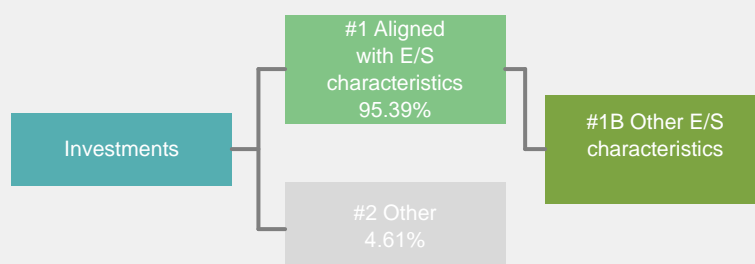 #1 Aligned
with E/S
characteristics
95.39%
Investments
#1B Other E/S
characteristics
#2 Other
4.61%